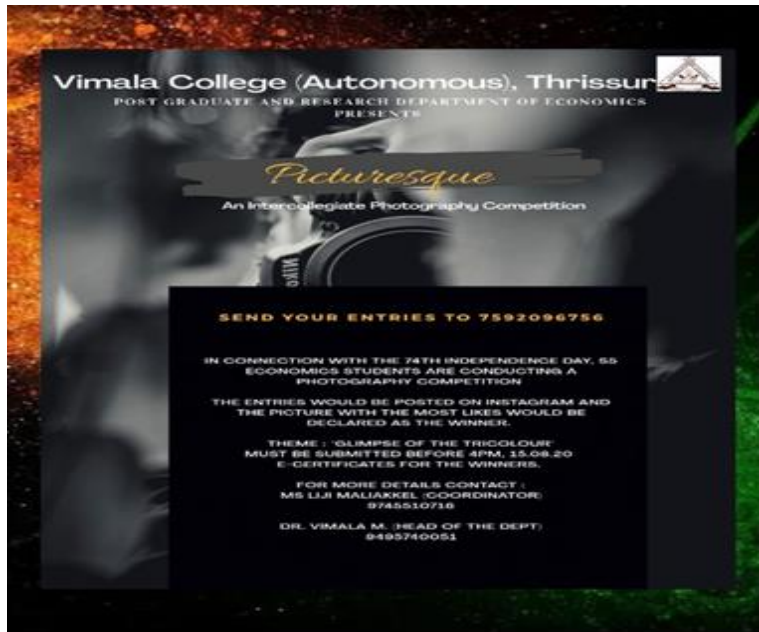 Vimala College (Autonomous), Thrissur
POST GRADUATE AND RESEARCH DEPARTMENT OF ECONOMICS
PRESENTS
Picturesque
An Intercollegiate Photography Competition
NIKO
SEND YOUR ENTRIES TO 7592096756
IN CONNECTION WITH THE 74TH INDEPENDENCE DAY, S5
ECONOMICS STUDENTS ARE CONDUCTING A
PHOTOGRAPHY COMPETITION
THE ENTRIES WOULD BE POSTED ON INSTAGRAM AND
THE PICTURE WITH THE MOST LIKES WOULD BE
DECLARED AS THE WINNER.
THEME : 'GLIMPSE OF THE TRICOLOUR'
MUST BE SUBMITTED BEFORE 4PM, 15.08.20
E-CERTIFICATES FOR THE WINNERS.
FOR MORE DETAILS CONTACT :
MS LIJI MALIAKKEL (COORDINATOR)
9745510716
DR. VIMALA M. (HEAD OF THE DEPT)
9495740051